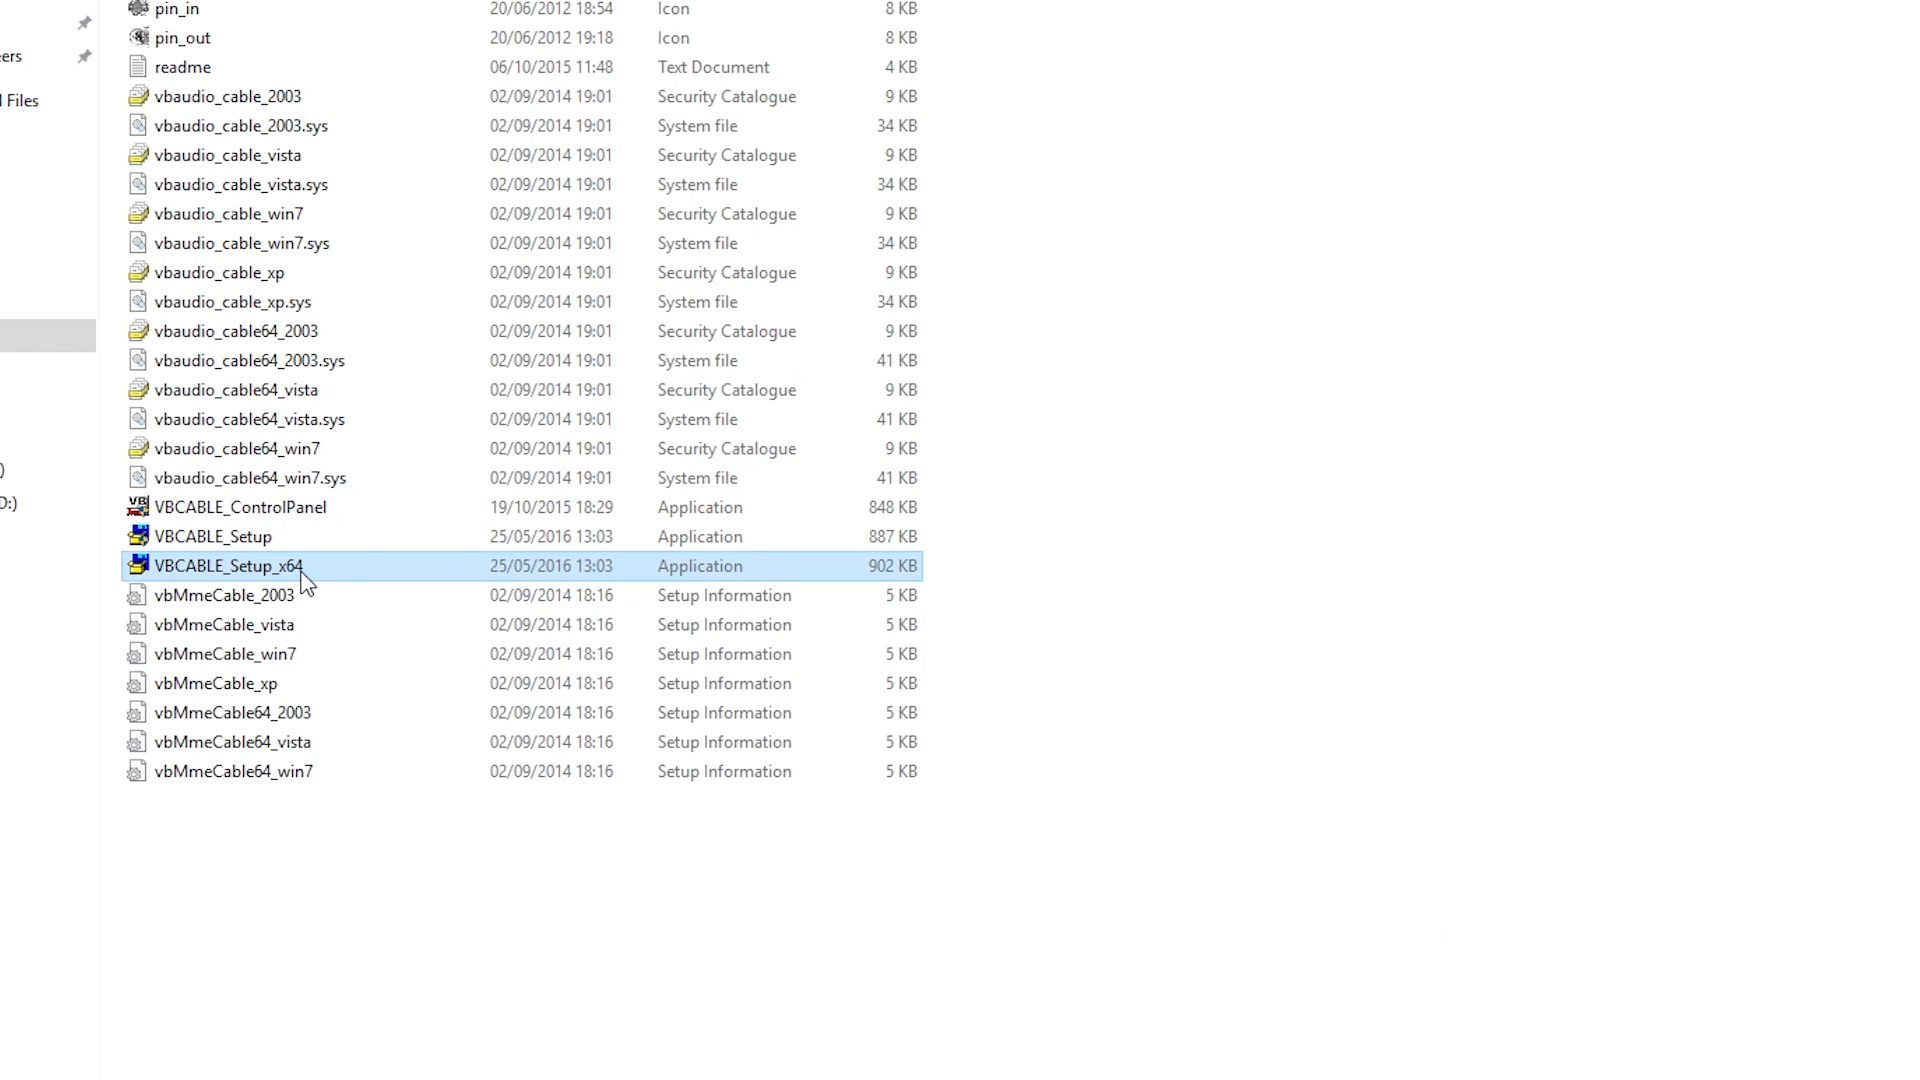 pin_in 20/06/2012 18:54 Icon 8 KB
pin_out 20/06/2012 19:18 Icon 8 KB
eers
readme 06/10/2015 11:48 Text Document 4 KB
l Files
vbaudio_cable_2003 02/09/2014 19:01 Security Catalogue 9 KB
vbaudio_cable_2003.sys 02/09/2014 19:01 System file 34 KB
vbaudio_cable_vista 02/09/2014 19:01 Security Catalogue 9 KB
vbaudio_cable_vista.sys 02/09/2014 19:01 System file 34 KB
vbaudio_cable_win7 02/09/2014 19:01 Security Catalogue 9 KB
vbaudio_cable_win7.sys 02/09/2014 19:01 System file 34 KB
vbaudio_cable_xp 02/09/2014 19:01 Security Catalogue 9 KB
vbaudio_cable_xp.sys 02/09/2014 19:01 System file 34 KB
vbaudio_cable64_2003 02/09/2014 19:01 Security Catalogue 9 KB
vbaudio_cable64_2003.sys 02/09/2014 19:01 System file 41 KB
vbaudio_cable64_vista 02/09/2014 19:01 Security Catalogue 9 KB
vbaudio_cable64_vista.sys 02/09/2014 19:01 System file 41 KB
vbaudio_cable64_win7 02/09/2014 19:01 Security Catalogue 9 KB
)
vbaudio_cable64_win7.sys 02/09/2014 19:01 System file 41 KB
D:)
VBCABLE_ControlPanel 19/10/2015 18:29 Application 848 KB
VBCABLE_Setup 25/05/2016 13:03 Application 887 KB
VBCABLE_Setup_x64 25/05/2016 13:03 Application 902 KB
vbMmeCable_2003 02/09/2014 18:16 Setup Information 5 KB
vbMmeCable_vista 02/09/2014 18:16 Setup Information 5 KB
vbMmeCable_win7 02/09/2014 18:16 Setup Information 5 KB
vbMmeCable_xp 02/09/2014 18:16 Setup Information 5 KB
vbMmeCable64_2003 02/09/2014 18:16 Setup Information 5 KB
vbMmeCable64_vista 02/09/2014 18:16 Setup Information 5 KB
vbMmeCable64_win7 02/09/2014 18:16 Setup Information 5 KB